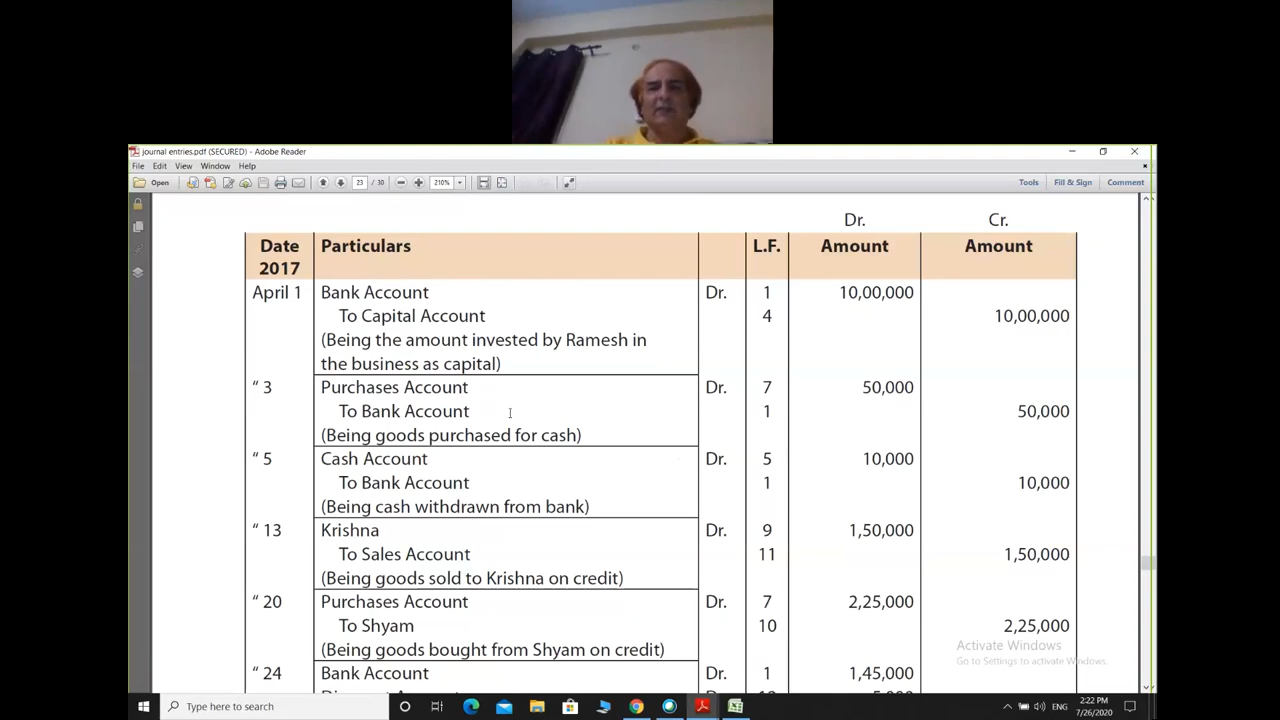 journal entries.pdf (SECURED) - Adobe Reader
File Edit View Window Help
Open 23 / 30 210% Tools Fill & Sign Comment
Dr. Cr.
Date Particulars L.F. Amount Amount
2017
April 1 Bank Account Dr. 1 10,00,000
To Capital Account 4 10,00,000
(Being the amount invested by Ramesh in
the business as capital)
“ 3 Purchases Account Dr. 7 50,000
To Bank Account 1 50,000
(Being goods purchased for cash)
“ 5 Cash Account Dr. 5 10,000
To Bank Account 1 10,000
(Being cash withdrawn from bank)
“ 13 Krishna Dr. 9 1,50,000
To Sales Account 11 1,50,000
(Being goods sold to Krishna on credit)
“ 20 Purchases Account Dr. 7 2,25,000
To Shyam 10 2,25,000
(Being goods bought from Shyam on credit)
Activate Windows
Go to Settings to activate Windows.
“ 24 Bank Account Dr. 1 1,45,000
Type here to search ENG 2:22 PM
7/26/2020